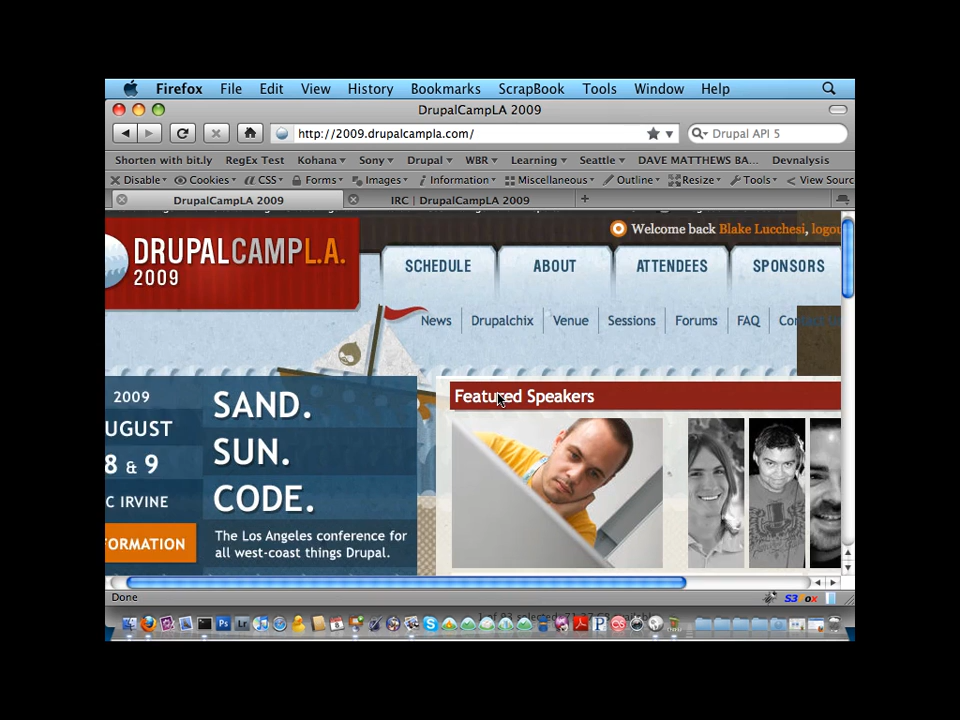 Firefox File Edit View History Bookmarks ScrapBook Tools Window Help
DrupalCampLA 2009
http://2009.drupalcampla.com/ Drupal API 5
Shorten with bit.ly RegEx Test Kohana Sony Drupal WBR Learning Seattle DAVE MATTHEWS BA... Devnalysis
Disable Cookies CSS Forms Images Information Miscellaneous Outline Resize Tools View Sourc
DrupalCampLA 2009 IRC | DrupalCampLA 2009
Welcome back Blake Lucchesi, logou
DRUPALCAMPL.A.
2009
SCHEDULE ABOUT ATTENDEES SPONSORS
News Drupalchix Venue Sessions Forums FAQ
2009
UGUST
8 & 9
C IRVINE
FORMATION
SAND.
SUN.
CODE.
The Los Angeles conference for
all west-coast things Drupal.
Featured Speakers
Done
S3Fox
Ps Lr